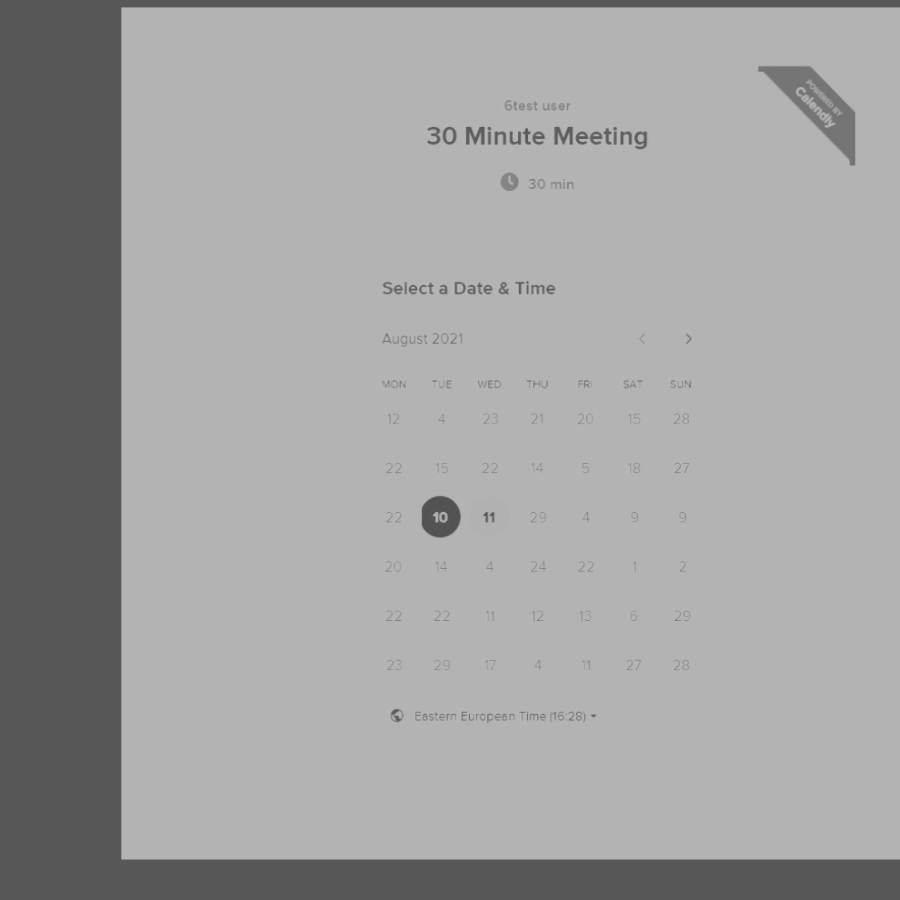 POWERED BY
Calendly
6test user
30 Minute Meeting
30 min
Select a Date & Time
August 2021
MON TUE WED THU FRI SAT SUN
12 4 23 21 20 15 28
22 15 22 14 5 18 27
22 10 11 29 4 9 9
20 14 4 24 22 1 2
22 22 11 12 13 6 29
23 29 17 4 11 27 28
Eastern European Time (16:28)